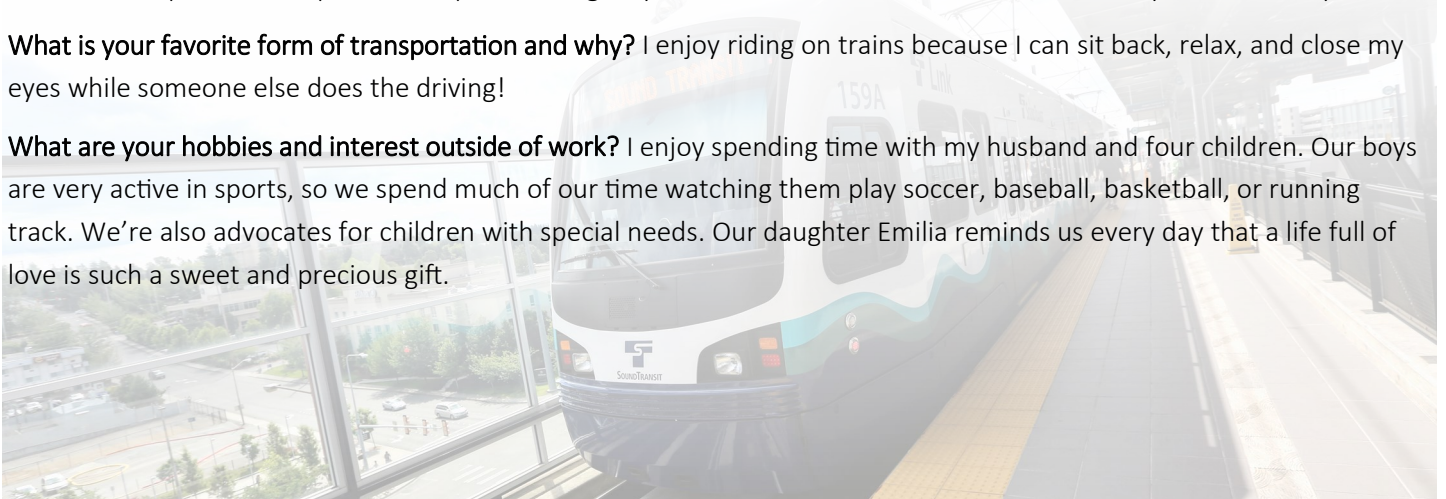 What is your favorite form of transportation and why? I enjoy riding on trains because I can sit back, relax, and close my
eyes while someone else does the driving!
What are your hobbies and interest outside of work? I enjoy spending time with my husband and four children. Our boys
are very active in sports, so we spend much of our time watching them play soccer, baseball, basketball, or running
track. We’re also advocates for children with special needs. Our daughter Emilia reminds us every day that a life full of
love is such a sweet and precious gift.
159A
Link
SOUNDTRANSIT